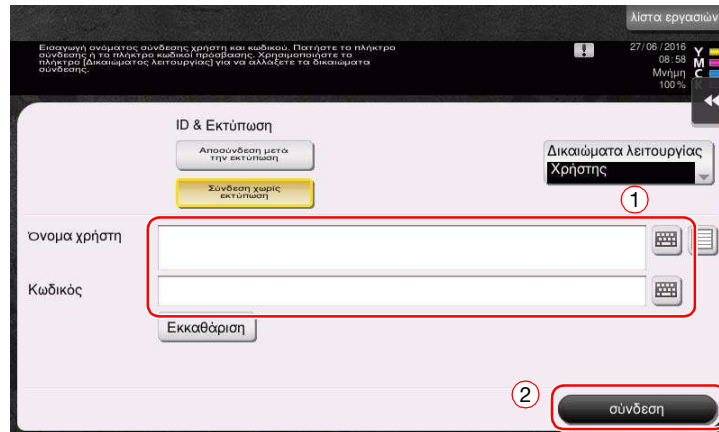 λίστα εργασιών
Εισαγωγή ονόματος σύνδεσης χρήστη και κωδικού. Πατήστε το πλήκτρο
σύνδεσης ή το πλήκτρο κωδικοί πρόσβασης. Χρησιμοποιήστε το
πλήκτρο [Δικαιώματος λειτουργίας] για να αλλάξετε τα δικαιώματα
σύνδεσης.
27/06/2016
08:58
Μνήμη
100%
Y
M
C
K
ID & Εκτύπωση
Αποσύνδεση μετά
την εκτύπωση
Δικαιώματα λειτουργίας
Χρήστης
Σύνδεση χωρίς
εκτύπωση
1
Όνομα χρήστη
Κωδικός
Εκκαθάριση
2
σύνδεση